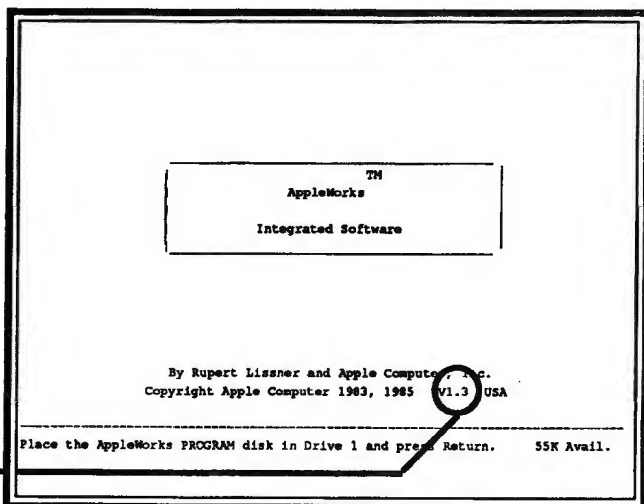 TM
AppleWorks
Integrated Software
By Rupert Lissner and Apple Computer, Inc.
Copyright Apple Computer 1983, 1985 v1.3 USA
Place the AppleWorks PROGRAM disk in Drive 1 and press Return. 55K Avail.